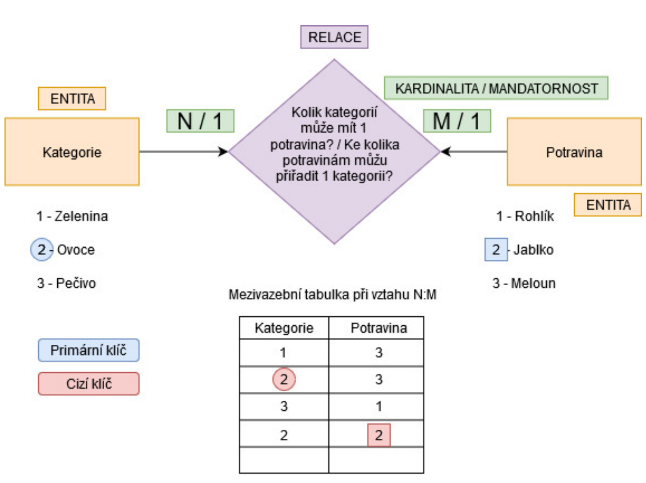 RELACE
KARDINALITA / MANDATORNOST
ENTITA
N / 1
M / 1
Kategorie
Kolik kategorií
může mít 1
potravina? / Ke kolika
potravinám můžu
přiřadit 1 kategorii?
Potravina
ENTITA
1 - Zelenina
2 - Ovoce
3 - Pečivo
1 - Rohlík
2 - Jablko
3 - Meloun
Mezivazební tabulka při vztahu N:M
Kategorie Potravina
1 3
2 3
3 1
2 2
Primární klíč
Cizí klíč